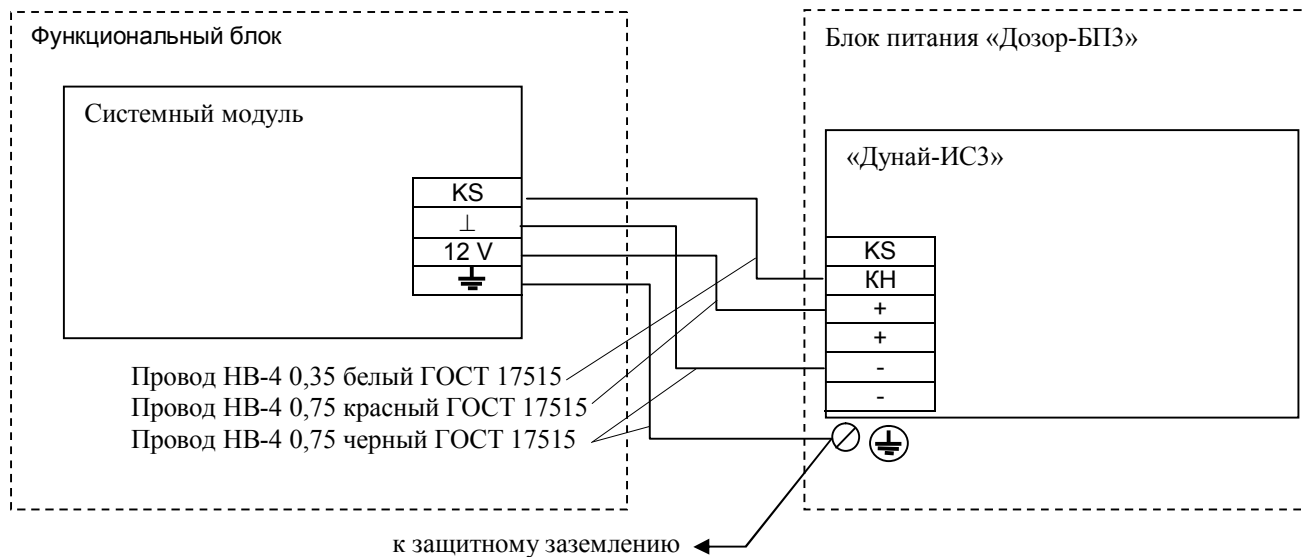 Функциональный блок
Системный модуль
KS
⊥
12 V
Провод НВ-4 0,35 белый ГОСТ 17515
Провод НВ-4 0,75 красный ГОСТ 17515
Провод НВ-4 0,75 черный ГОСТ 17515
Блок питания «Дозор-БП3»
«Дунай-ИС3»
KS
КН
+
+
-
-
к защитному заземлению